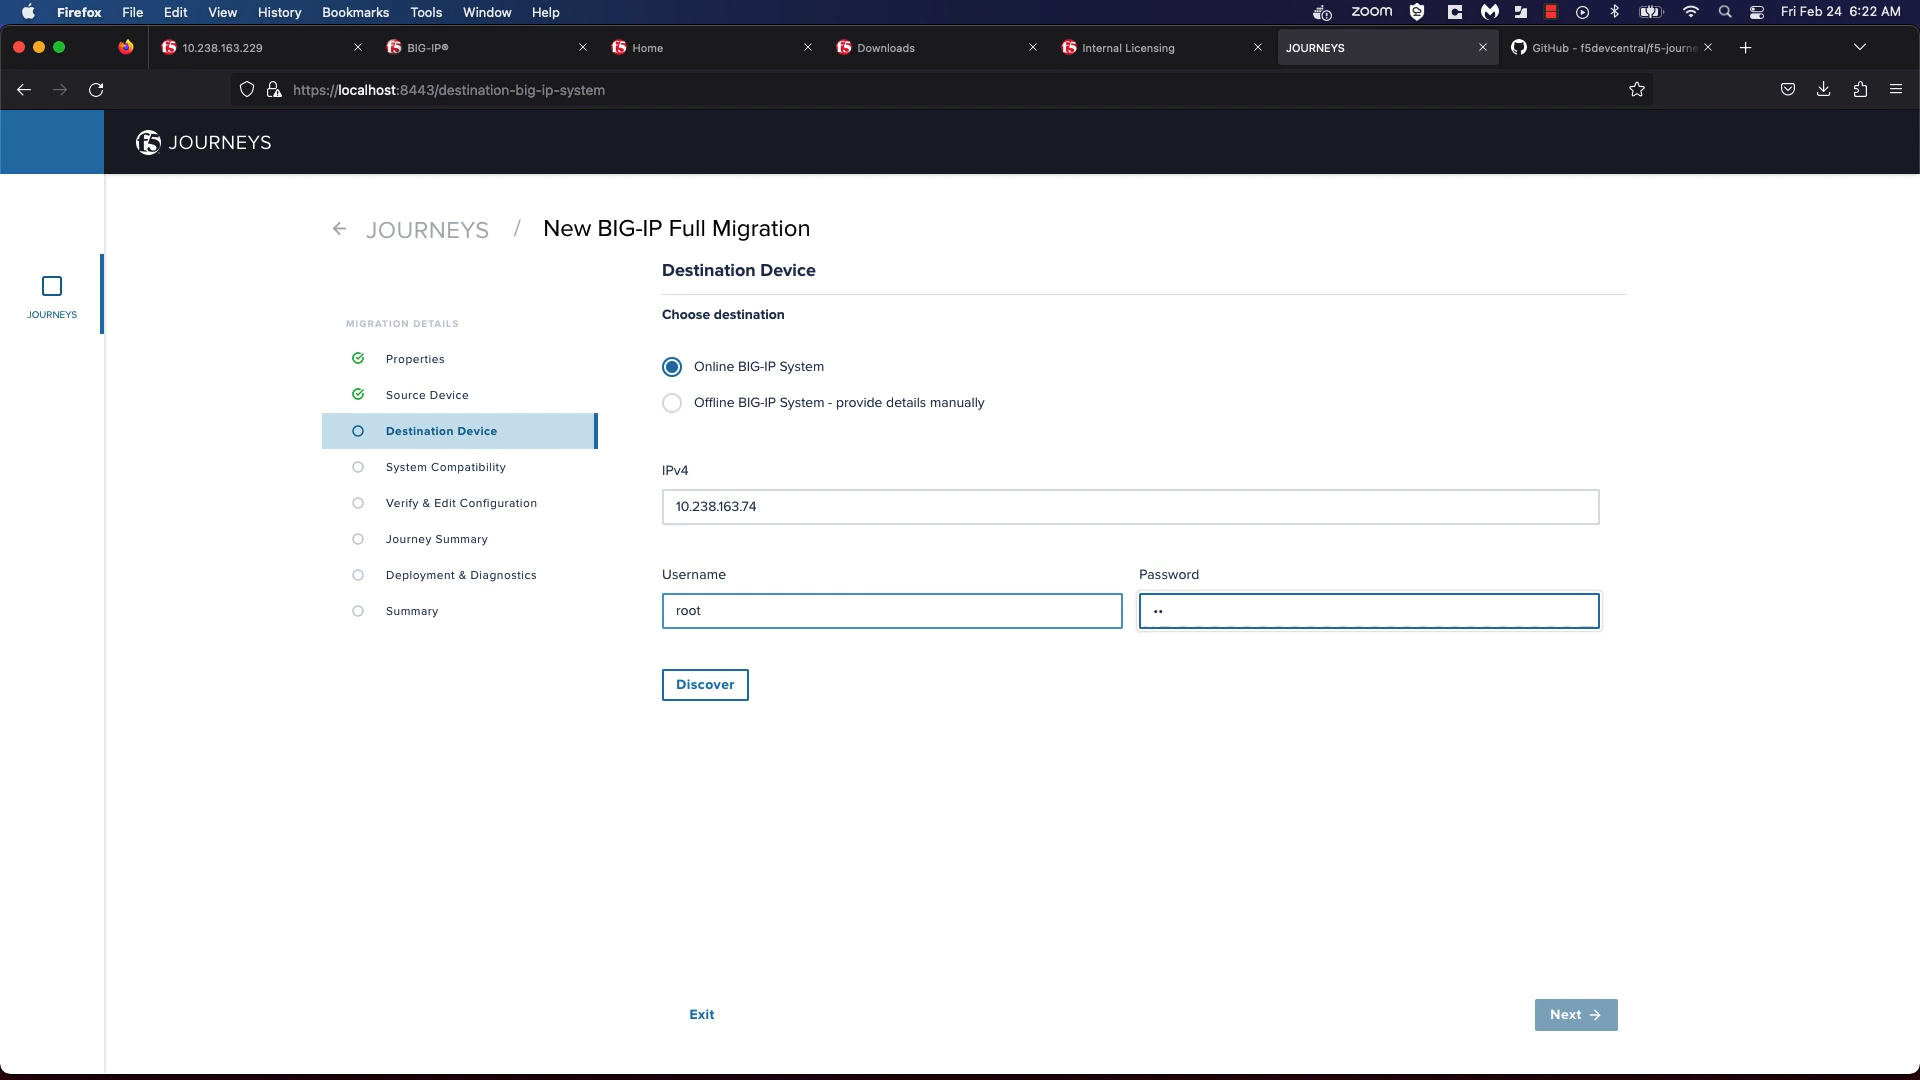 Firefox File Edit View History Bookmarks Tools Window Help zoom Fri Feb 24 6:22 AM
10.238.163.229 BIG-IP® Home Downloads Internal Licensing JOURNEYS GitHub - f5devcentral/f5-journe
https://localhost:8443/destination-big-ip-system
f5 JOURNEYS
JOURNEYS / New BIG-IP Full Migration
Destination Device
JOURNEYS
MIGRATION DETAILS
Properties
Source Device
Destination Device
System Compatibility
Verify & Edit Configuration
Journey Summary
Deployment & Diagnostics
Summary
Choose destination
Online BIG-IP System
Offline BIG-IP System - provide details manually
IPv4
10.238.163.74
Username Password
root ••
Discover
Exit Next